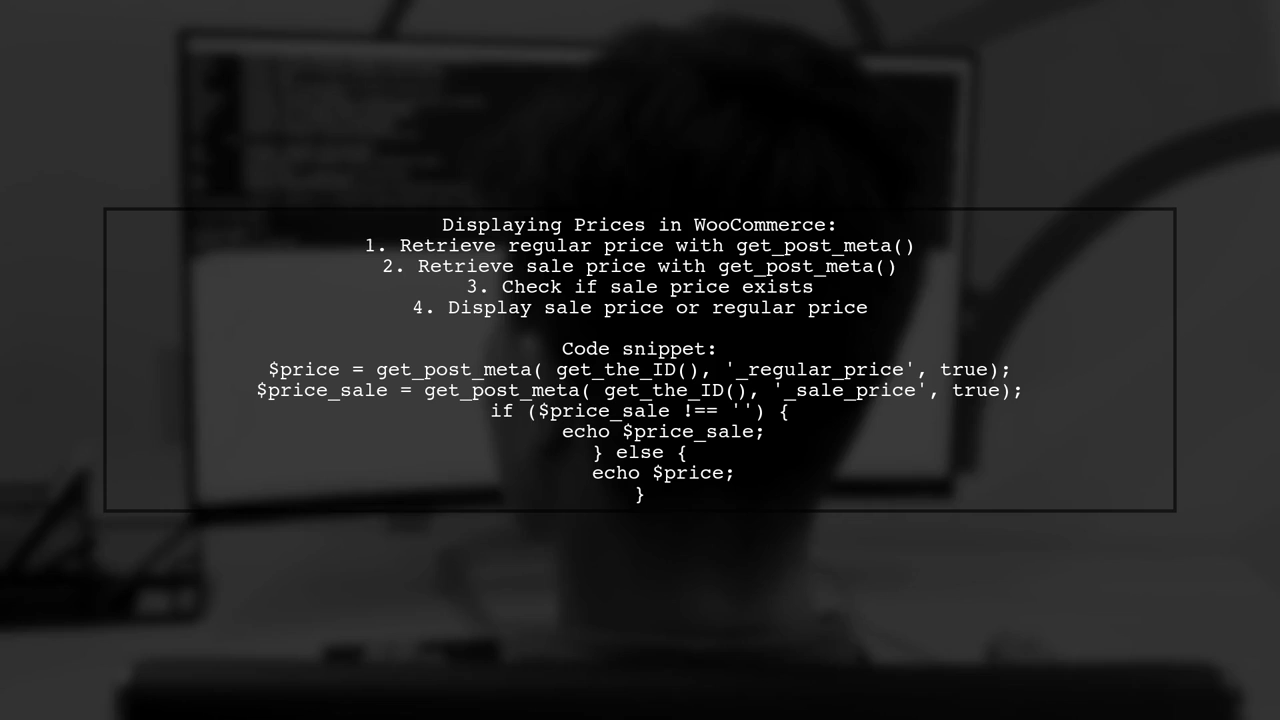 Displaying Prices in WooCommerce:
1. Retrieve regular price with get_post_meta()
2. Retrieve sale price with get_post_meta()
3. Check if sale price exists
4. Display sale price or regular price
Code snippet:
$price = get_post_meta( get_the_ID(), '_regular_price', true);
$price_sale = get_post_meta( get_the_ID(), '_sale_price', true);
if ($price_sale !== '') {
echo $price_sale;
} else {
echo $price;
}